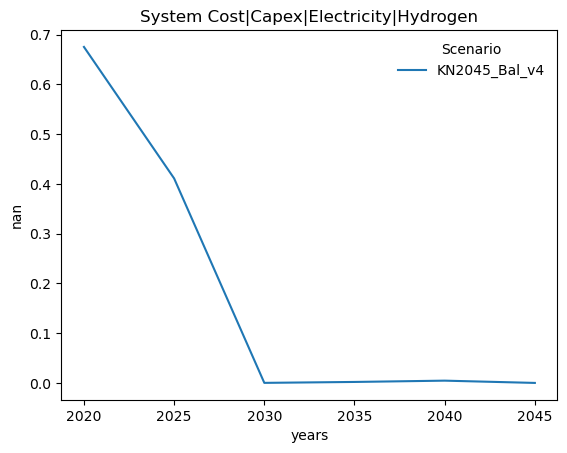 System Cost|Capex|Electricity|Hydrogen
Scenario
KN2045_Bal_v4
0.7
0.6
0.5
0.4
0.3
0.2
0.1
0.0
nan
2020 2025 2030 2035 2040 2045
years